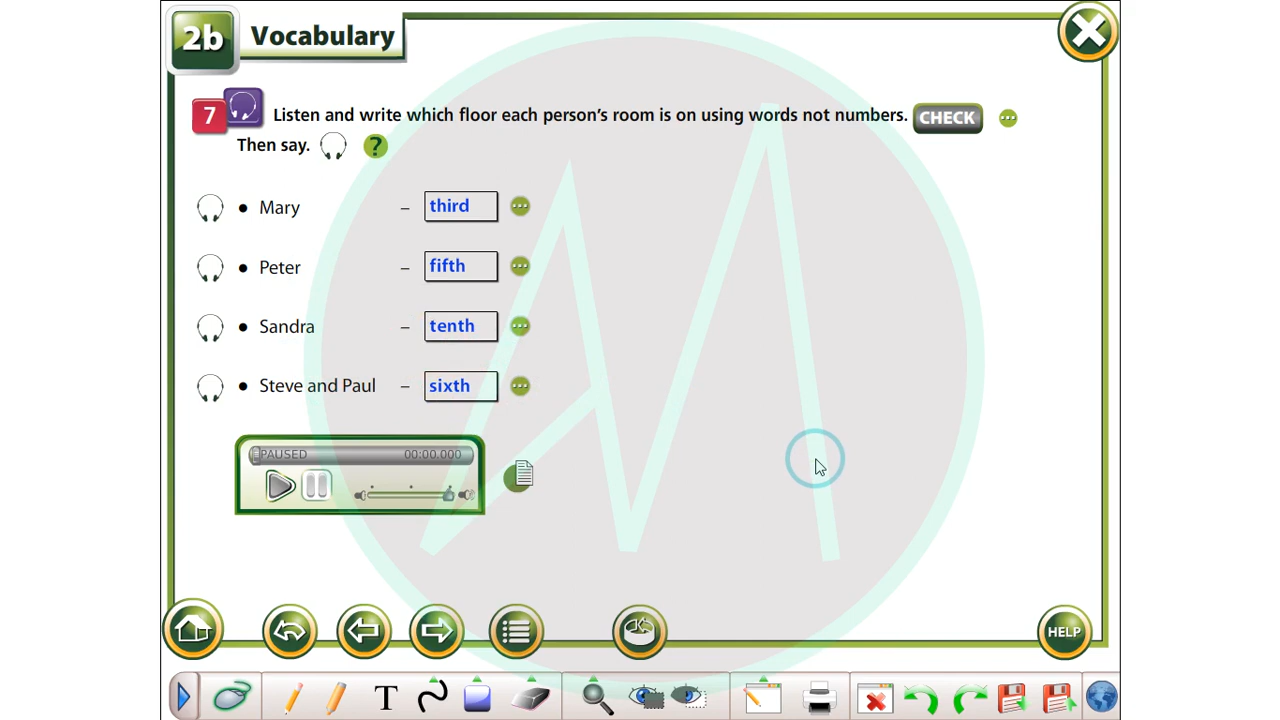 2b Vocabulary
7 Listen and write which floor each person's room is on using words not numbers. CHECK
Then say. ?
• Mary – third
• Peter – fifth
• Sandra – tenth
• Steve and Paul – sixth
PAUSED 00:00.000
HELP
T